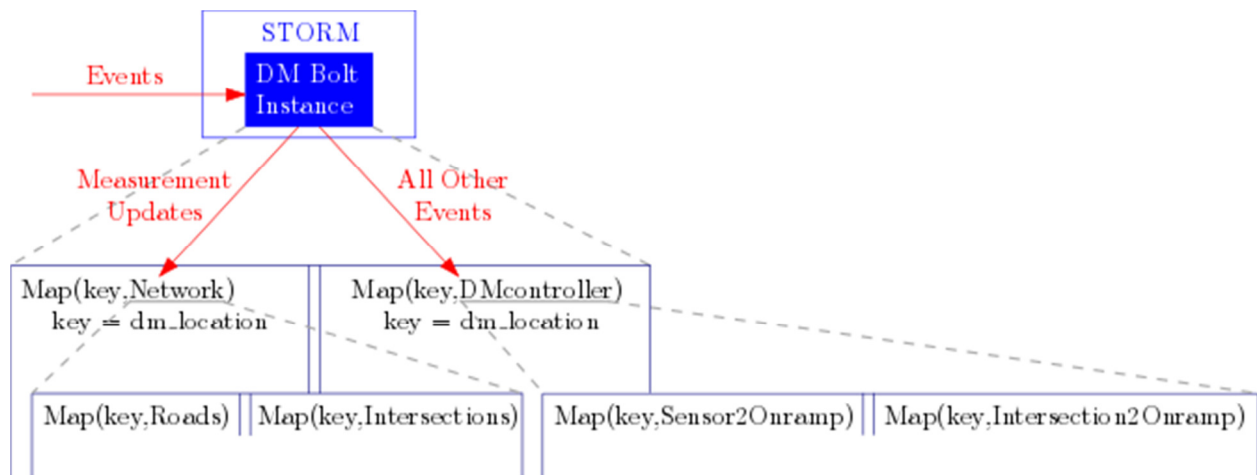 STORM
DM Bolt
Instance
Events
Measurement
Updates
All Other
Events
Map(key,Network)
key = dm_location
Map(key,DMcontroller)
key = dm_location
Map(key,Roads)
Map(key,Intersections)
Map(key,Sensor2Onramp)
Map(key,Intersection2Onramp)